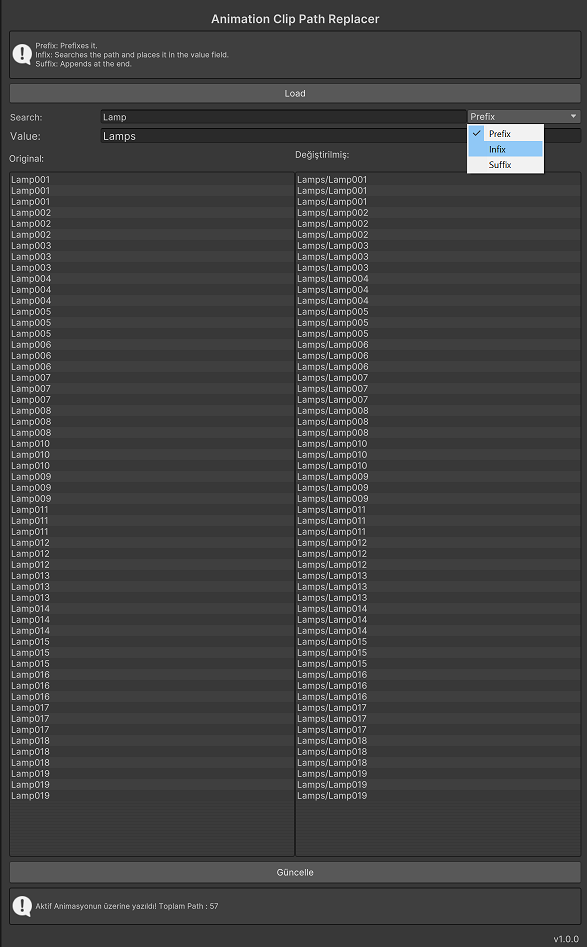 Animation Clip Path Replacer
Prefix: Prefixes it.
Infix: Searches the path and places it in the value field.
Suffix: Appends at the end.
Load
Search: Lamp Prefix
Value: Lamps
Prefix
Infix
Suffix
Original: Değiştirilmiş:
Lamp001 Lamps/Lamp001
Lamp001 Lamps/Lamp001
Lamp001 Lamps/Lamp001
Lamp002 Lamps/Lamp002
Lamp002 Lamps/Lamp002
Lamp002 Lamps/Lamp002
Lamp003 Lamps/Lamp003
Lamp003 Lamps/Lamp003
Lamp003 Lamps/Lamp003
Lamp004 Lamps/Lamp004
Lamp004 Lamps/Lamp004
Lamp004 Lamps/Lamp004
Lamp005 Lamps/Lamp005
Lamp005 Lamps/Lamp005
Lamp005 Lamps/Lamp005
Lamp006 Lamps/Lamp006
Lamp006 Lamps/Lamp006
Lamp006 Lamps/Lamp006
Lamp007 Lamps/Lamp007
Lamp007 Lamps/Lamp007
Lamp007 Lamps/Lamp007
Lamp008 Lamps/Lamp008
Lamp008 Lamps/Lamp008
Lamp008 Lamps/Lamp008
Lamp010 Lamps/Lamp010
Lamp010 Lamps/Lamp010
Lamp010 Lamps/Lamp010
Lamp009 Lamps/Lamp009
Lamp009 Lamps/Lamp009
Lamp009 Lamps/Lamp009
Lamp011 Lamps/Lamp011
Lamp011 Lamps/Lamp011
Lamp011 Lamps/Lamp011
Lamp012 Lamps/Lamp012
Lamp012 Lamps/Lamp012
Lamp012 Lamps/Lamp012
Lamp013 Lamps/Lamp013
Lamp013 Lamps/Lamp013
Lamp013 Lamps/Lamp013
Lamp014 Lamps/Lamp014
Lamp014 Lamps/Lamp014
Lamp014 Lamps/Lamp014
Lamp015 Lamps/Lamp015
Lamp015 Lamps/Lamp015
Lamp015 Lamps/Lamp015
Lamp016 Lamps/Lamp016
Lamp016 Lamps/Lamp016
Lamp016 Lamps/Lamp016
Lamp017 Lamps/Lamp017
Lamp017 Lamps/Lamp017
Lamp017 Lamps/Lamp017
Lamp018 Lamps/Lamp018
Lamp018 Lamps/Lamp018
Lamp018 Lamps/Lamp018
Lamp019 Lamps/Lamp019
Lamp019 Lamps/Lamp019
Lamp019 Lamps/Lamp019
Güncelle
Aktif Animasyonun üzerine yazıldı! Toplam Path : 57
v1.0.0